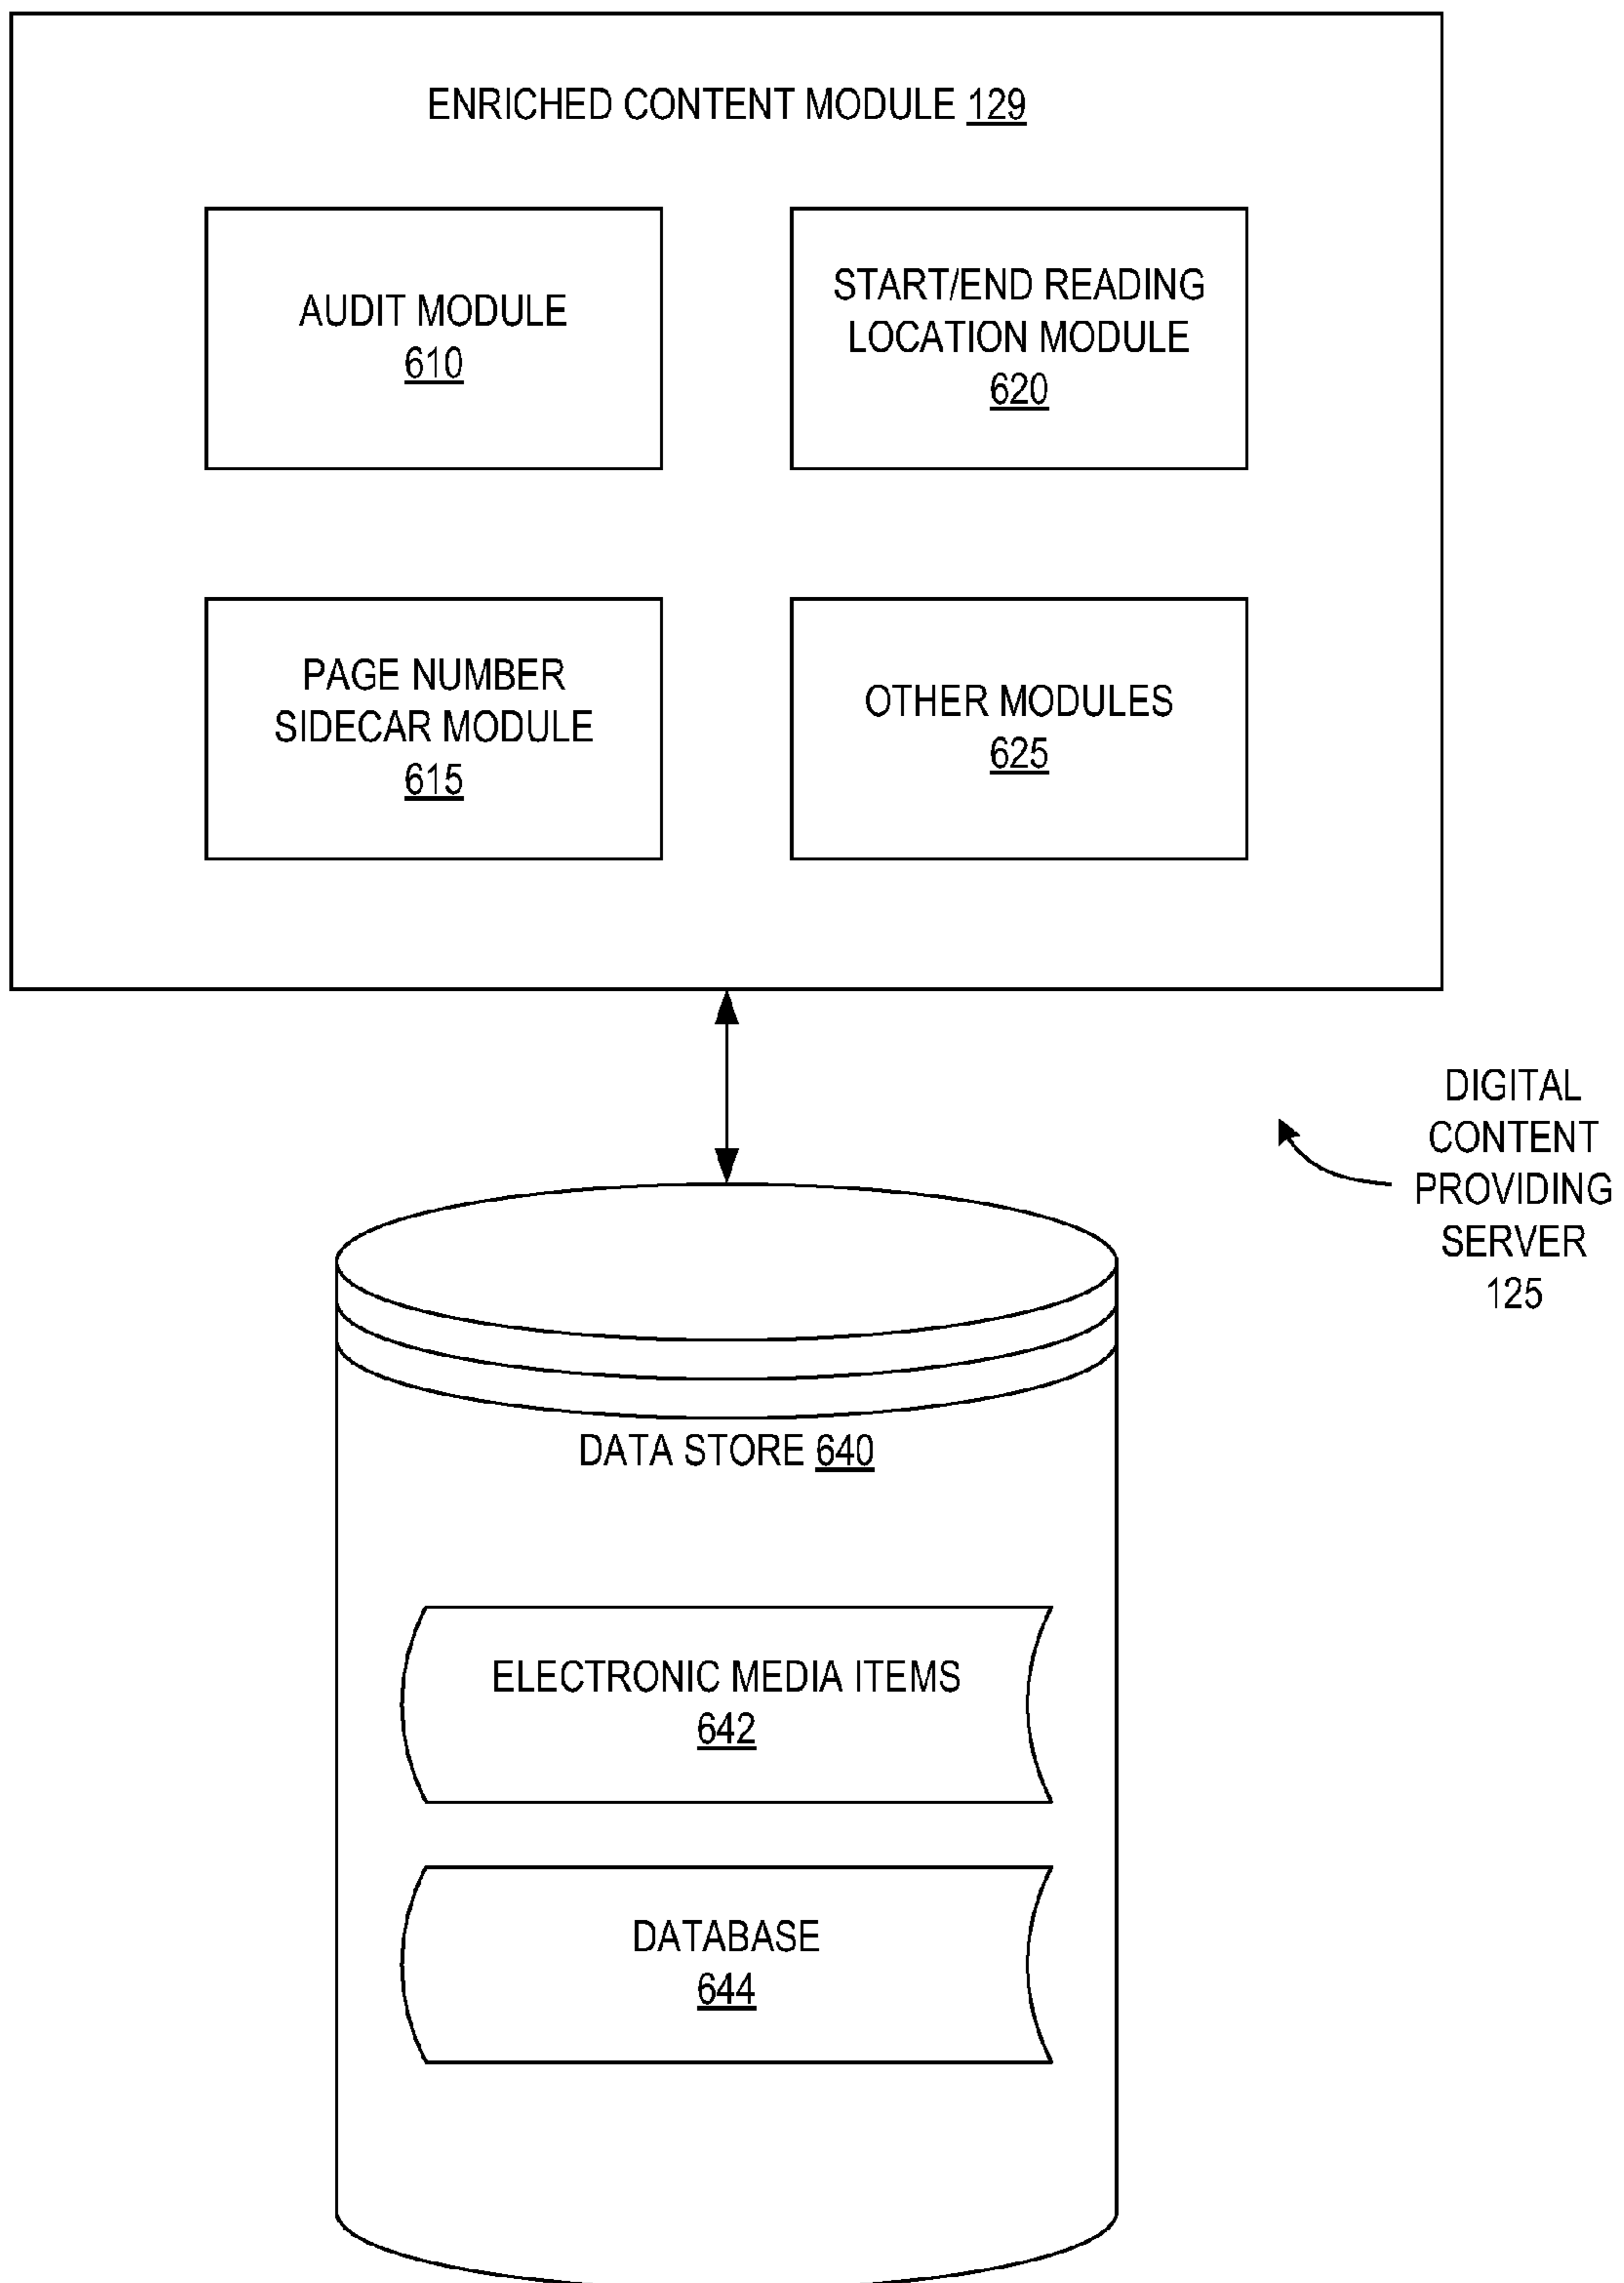 ENRICHED CONTENT MODULE 129
AUDIT MODULE
610
START/END READING
LOCATION MODULE
620
PAGE NUMBER
SIDECAR MODULE
615
OTHER MODULES
625
DIGITAL
CONTENT
PROVIDING
SERVER
125
DATA STORE 640
ELECTRONIC MEDIA ITEMS
642
DATABASE
644